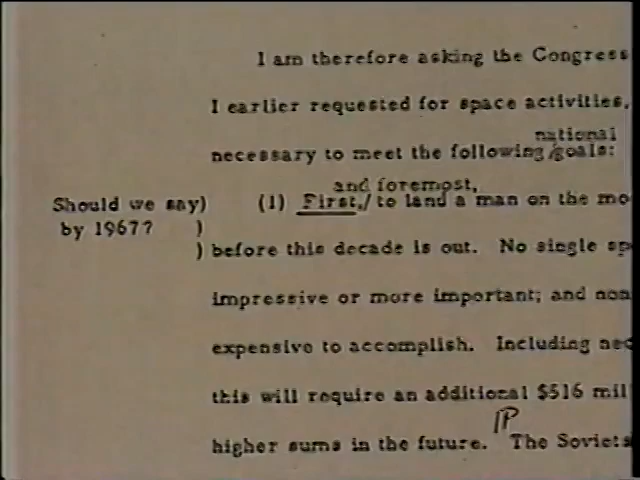 I am therefore asking the Congress
I earlier requested for space activities,
national
necessary to meet the following/goals:
and foremost,
Should we say) (1) First,/ to land a man on the mo
by 1967? )
) before this decade is out. No single sp
impressive or more important; and non
expensive to accomplish. Including nec
this will require an additional $516 mil
higher sums in the future. The Soviets